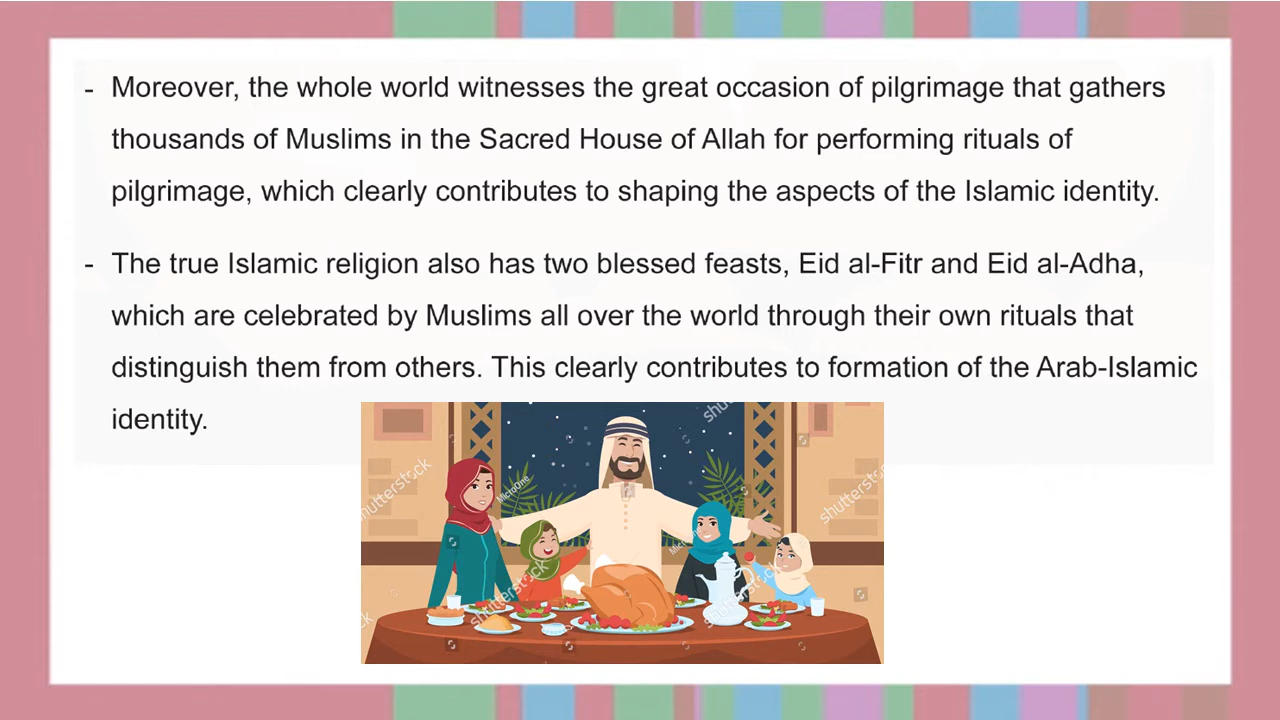 - Moreover, the whole world witnesses the great occasion of pilgrimage that gathers
thousands of Muslims in the Sacred House of Allah for performing rituals of
pilgrimage, which clearly contributes to shaping the aspects of the Islamic identity.
- The true Islamic religion also has two blessed feasts, Eid al-Fitr and Eid al-Adha,
which are celebrated by Muslims all over the world through their own rituals that
distinguish them from others. This clearly contributes to formation of the Arab-Islamic
identity.
shutterstock
MicroOne
shutterstock
shutterstock